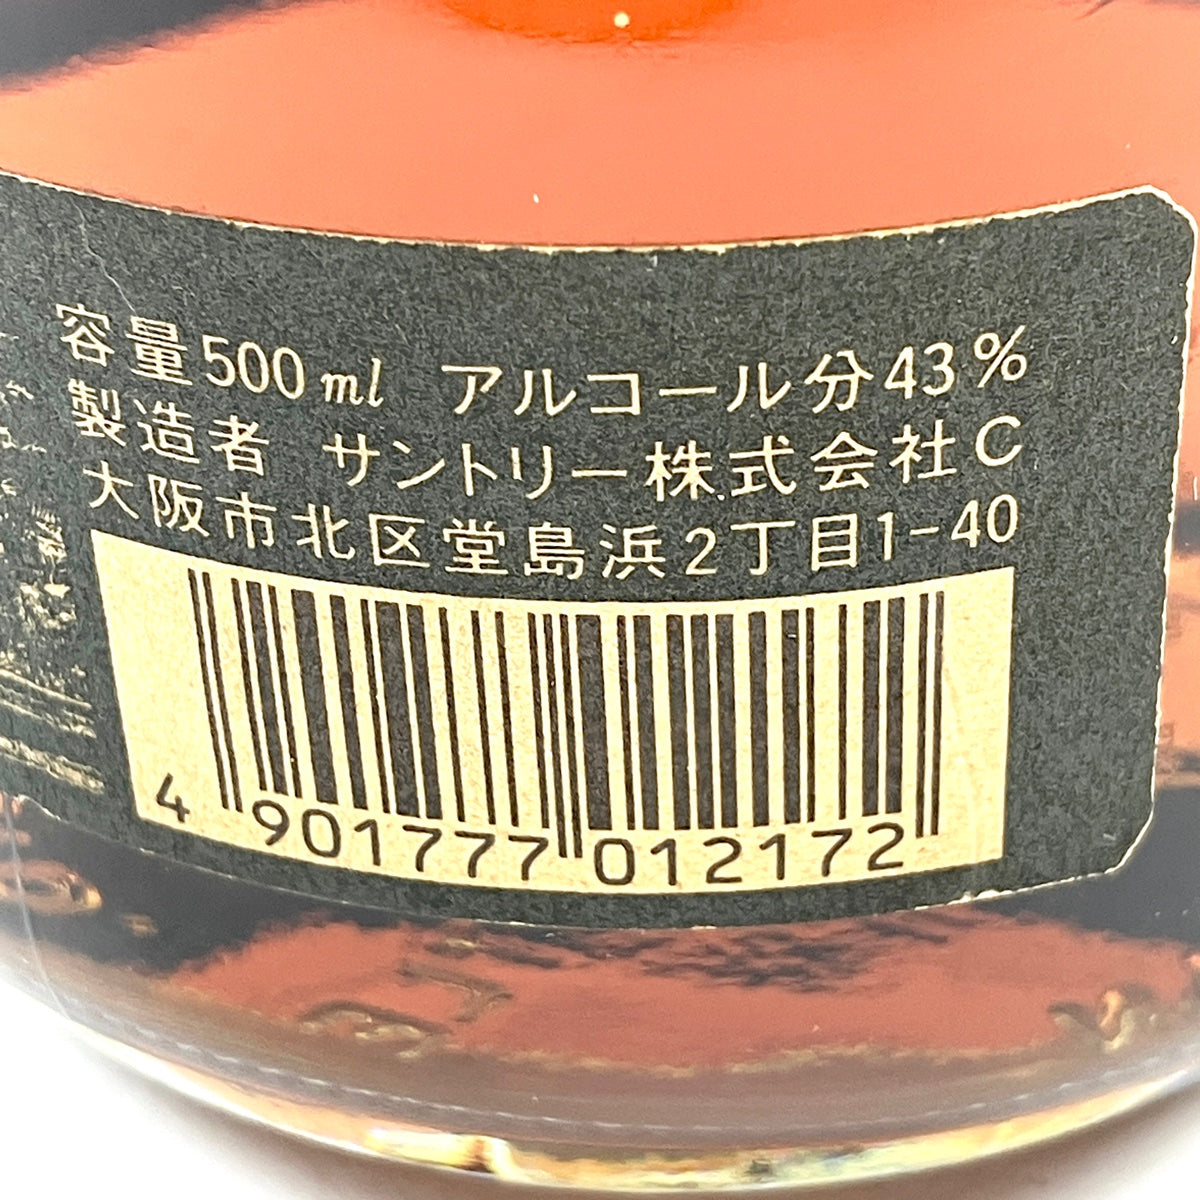 容量500ml アルコール分43%
製造者 サントリー株式会社C
大阪市北区堂島浜2丁目1-40
4 901777 012172